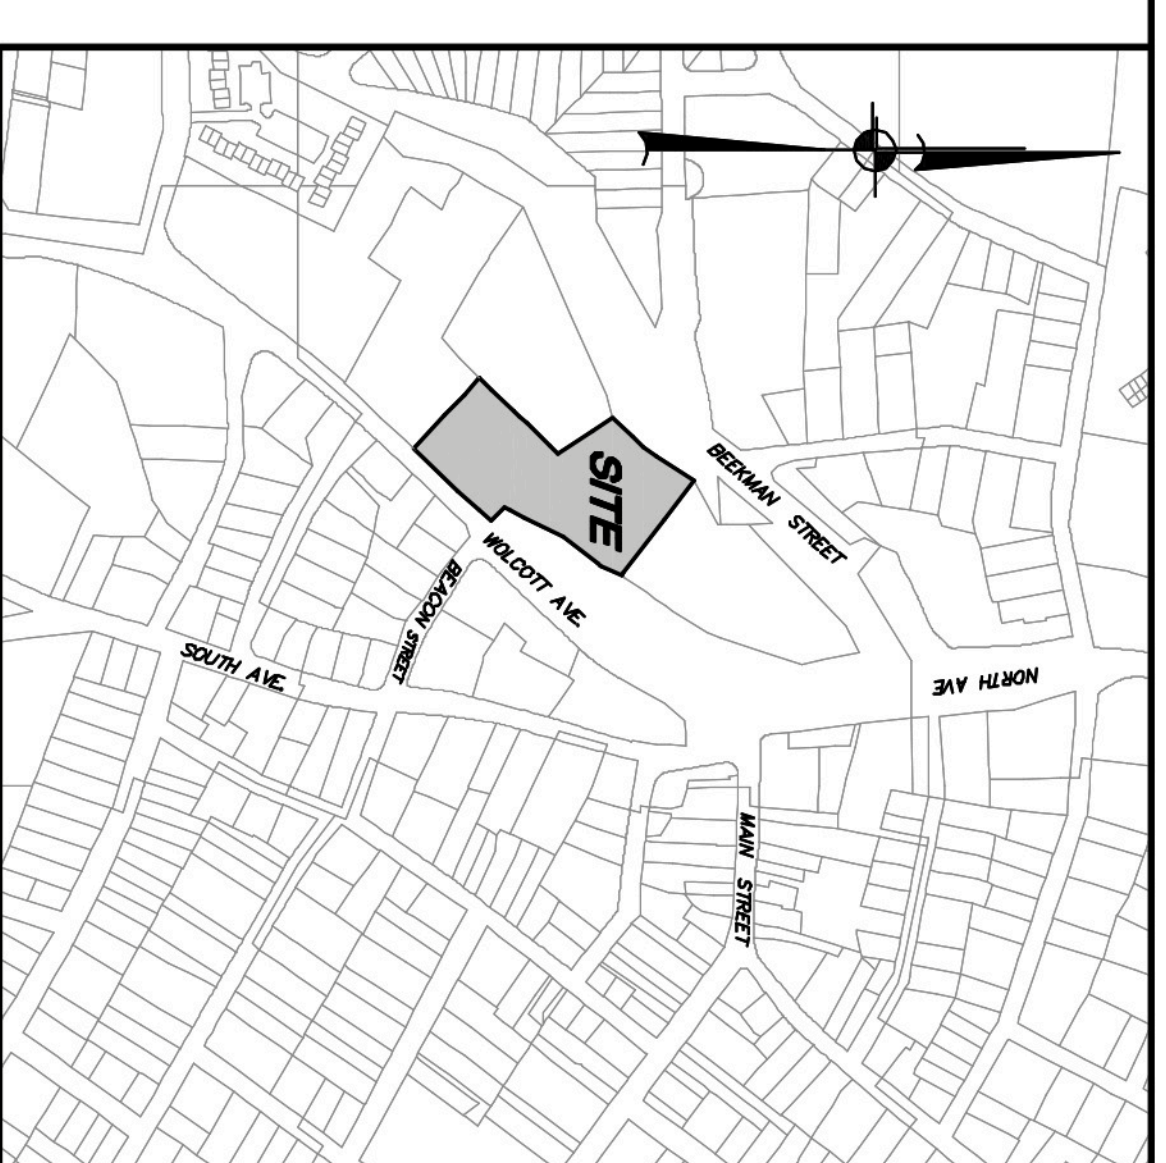 BEEKMAN STREET
SITE
WOLCOTT AVE.
BEACON STREET
SOUTH AVE.
NORTH AVE
MAIN STREET